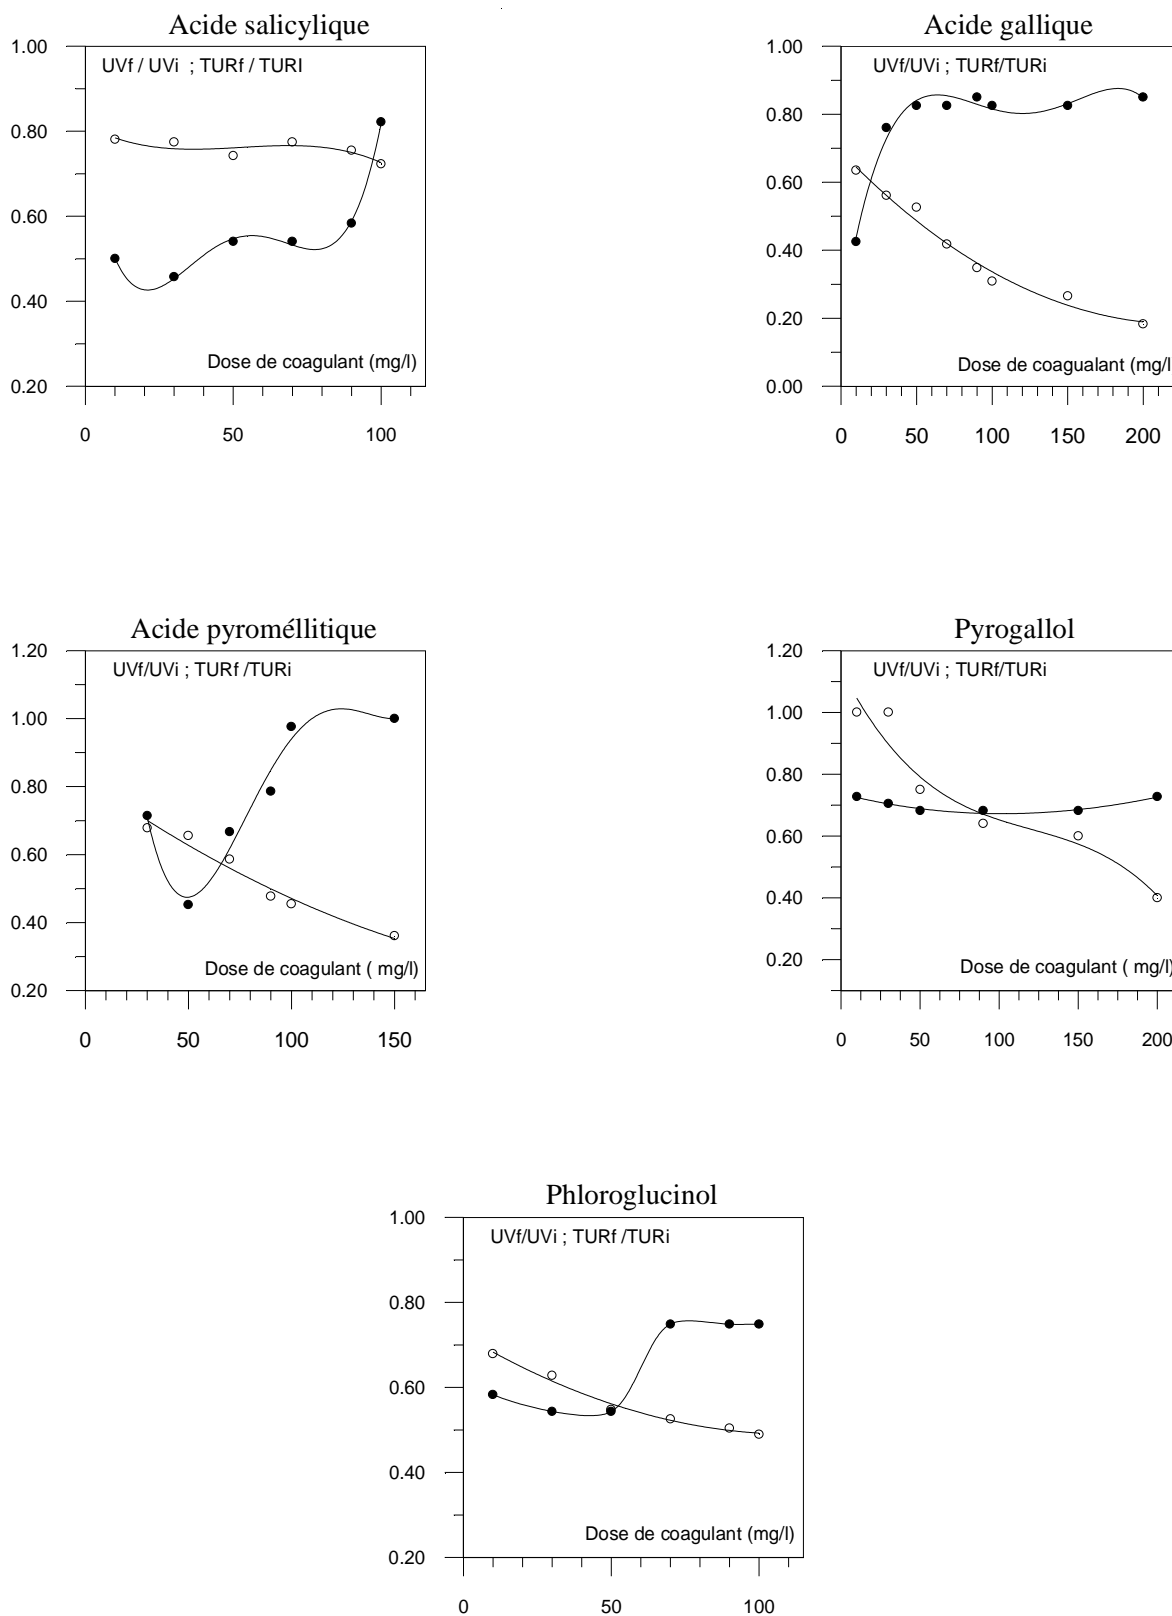 Acide salicylique
1.00
UVf / UVi ; TURf / TURI
0.80
0.60
0.40
Dose de coagulant (mg/l)
0.20
0 50 100
Acide gallique
1.00
UVf/UVi ; TURf/TURi
0.80
0.60
0.40
0.20
Dose de coagualant (mg/l
0.00
0 50 100 150 200
Acide pyroméllitique
1.20
UVf/UVi ; TURf /TURi
1.00
0.80
0.60
0.40
Dose de coagulant ( mg/l)
0.20
0 50 100 150
Pyrogallol
1.20
UVf/UVi ; TURf/TURi
1.00
0.80
0.60
0.40
0.20
Dose de coagulant ( mg/l)
0 50 100 150 200
Phloroglucinol
1.00
UVf/UVi ; TURf /TURi
0.80
0.60
0.40
Dose de coagulant (mg/l)
0.20
0 50 100